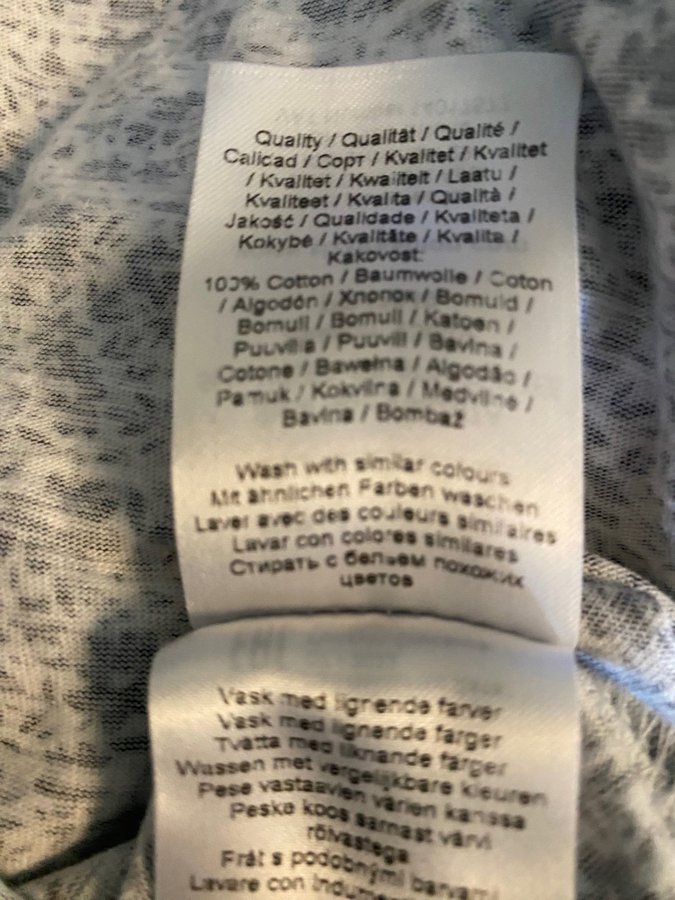 Quality / Qualität / Qualité /
Calidad / Сорт / Kvalitet / Kvalitet
/ Kvalitet / Kwaliteit / Laatu /
Kvaliteet / Kvalita / Qualità /
Jakość / Qualidade / Kvaliteta /
Kokybė / Kvalitāte / Kvalita /
Kakovost:
100% Cotton / Baumwolle / Coton
/ Algodón / Хлопок / Bomuld /
Bomull / Bomull / Katoen /
Puuvilla / Puuvill / Bavlna /
Cotone / Bawełna / Algodão /
Pamuk / Kokvilna / Medvilnė /
Bavlna / Bombaž
Wash with similar colours
Mit ähnlichen Farben waschen
Laver avec des couleurs similaires
Lavar con colores similares
Стирать с бельем похожих
цветов
Vask med lignende farver
Vask med lignende farger
Tvätta med liknande färger
Wassen met vergelijkbare kleuren
Pese vastaavien värien kanssa
Peske koos sarnast värvi
rõivastega
Prát s podobnými barvami
Lavare con